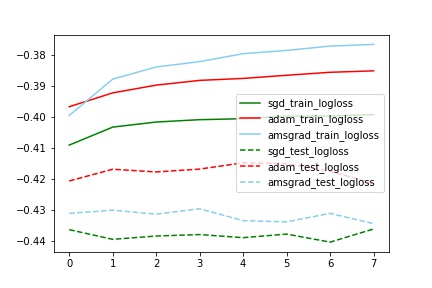 −0.38
−0.39
−0.40
−0.41
−0.42
−0.43
−0.44
sgd_train_logloss
adam_train_logloss
amsgrad_train_logloss
sgd_test_logloss
adam_test_logloss
amsgrad_test_logloss
0 1 2 3 4 5 6 7